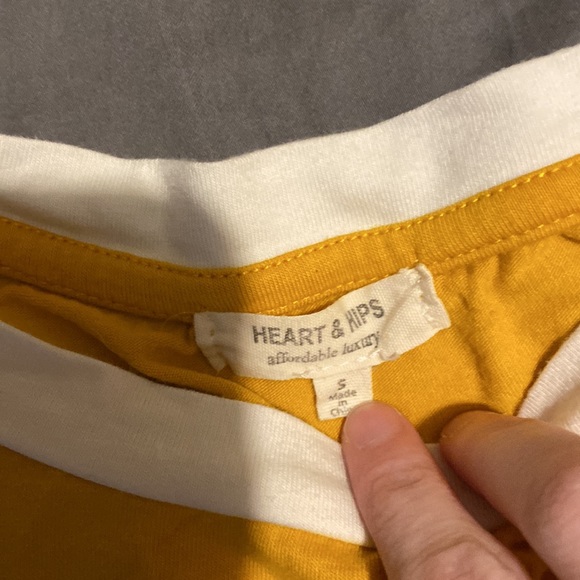 HEART & HIPS
affordable luxury
S
Made
in
China